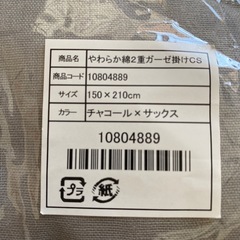 商品名 やわらか綿2重ガーゼ掛けCS
商品コード 10804889
サイズ 150×210cm
カラー チャコール×サックス
10804889
プラ 紙